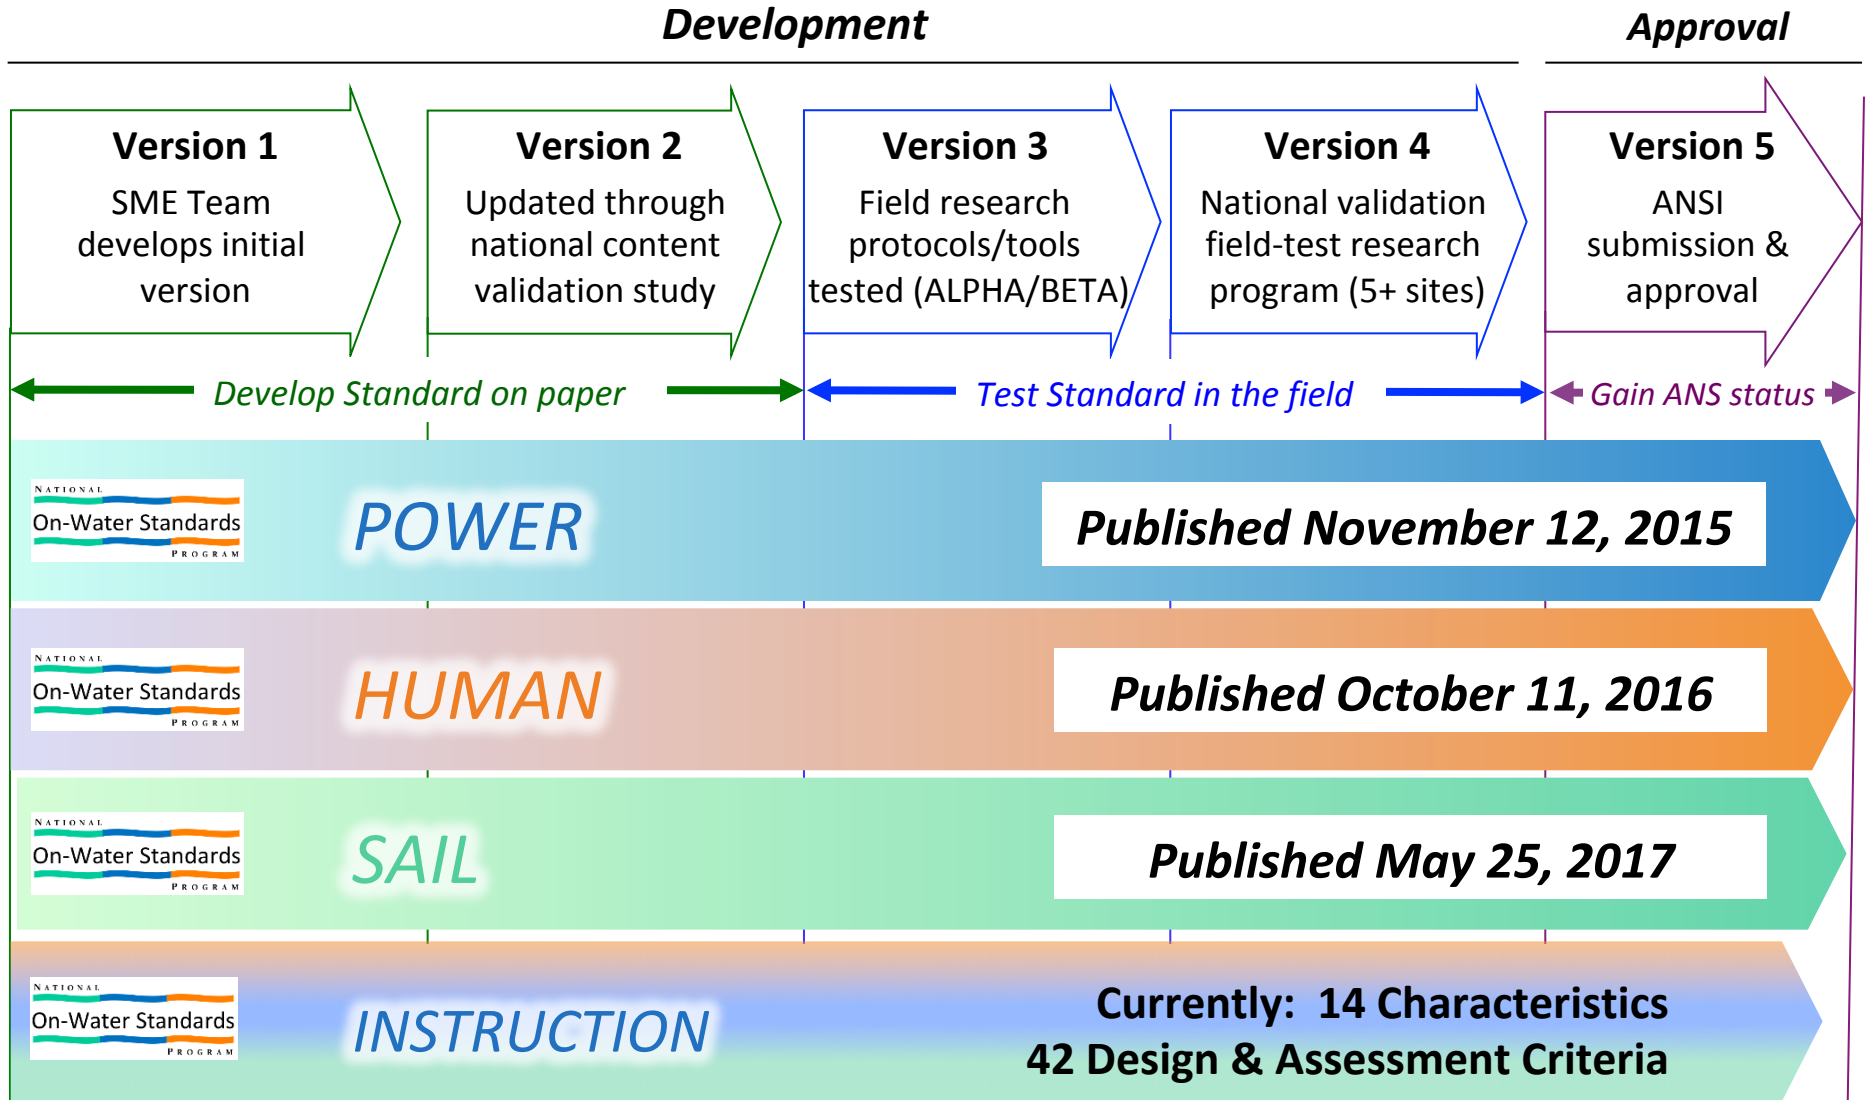 Development
Approval
Version 1
SME Team
develops initial
version
Version 2
Updated through
national content
validation study
Version 3
Field research
protocols/tools
tested (ALPHA/BETA)
Version 4
National validation
field-test research
program (5+ sites)
Version 5
ANSI
submission &
approval
Develop Standard on paper
Test Standard in the field
Gain ANS status
NATIONAL
On-Water Standards
PROGRAM
POWER
Published November 12, 2015
NATIONAL
On-Water Standards
PROGRAM
HUMAN
Published October 11, 2016
NATIONAL
On-Water Standards
PROGRAM
SAIL
Published May 25, 2017
NATIONAL
On-Water Standards
PROGRAM
INSTRUCTION
Currently:  14 Characteristics
42 Design & Assessment Criteria